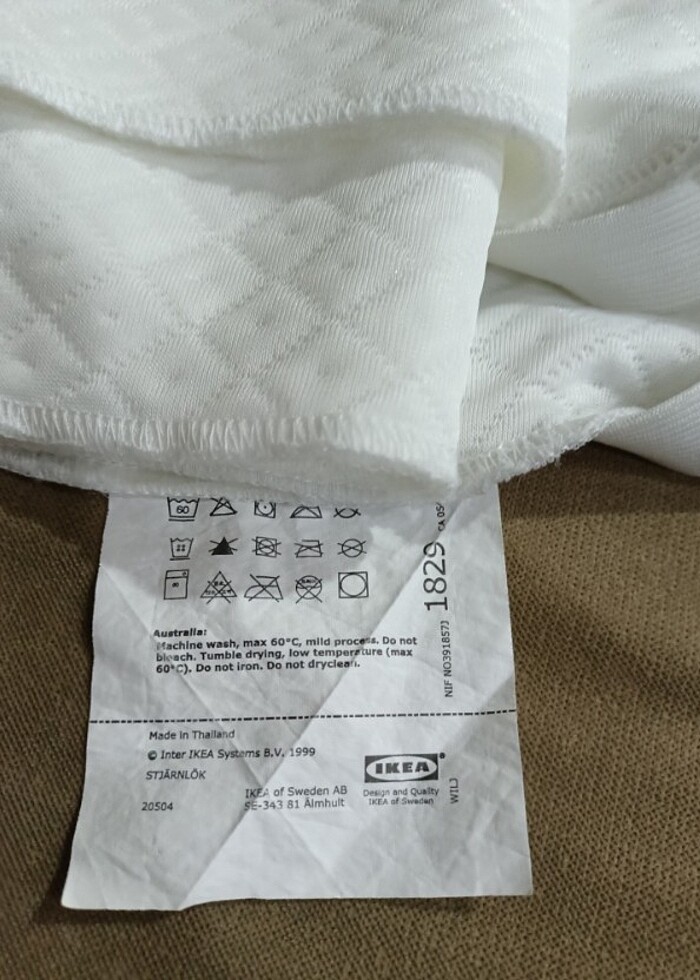 60
Australia:
Machine wash, max 60°C, mild process. Do not
bleach. Tumble drying, low temperature (max
60°C). Do not iron. Do not dryclean.
1829
NIF NO3918573
Made in Thailand
© Inter IKEA Systems B.V. 1999
STJÄRNLÖK
20504
IKEA of Sweden AB
SE-343 81 Älmhult
IKEA®
Design and Quality
IKEA of Sweden
WILJ